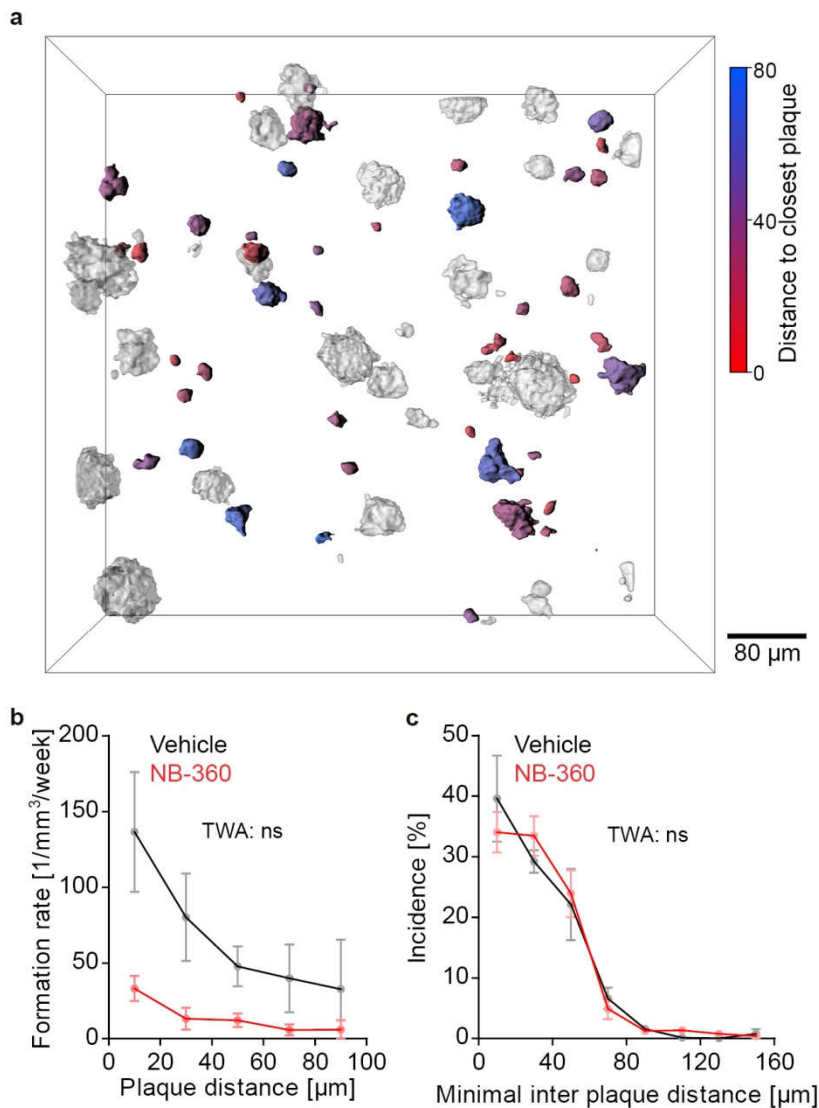 a
80
40
0
Distance to closest plaque
80 µm
b
200
150
100
50
0
Formation rate [1/mm³/week]
Vehicle
NB-360
TWA: ns
0 20 40 60 80 100
Plaque distance [µm]
c
50
40
30
20
10
0
Incidence [%]
Vehicle
NB-360
TWA: ns
0 40 80 120 160
Minimal inter plaque distance [µm]